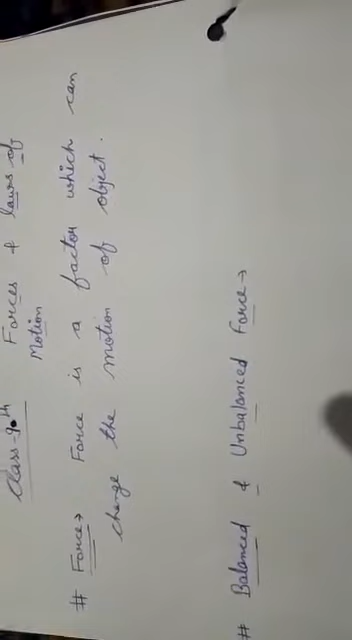 Class-9th Forces & laws of
Motion
# Force→ Force is a factor which can
change the motion of object.
# Balanced & Unbalanced Force→